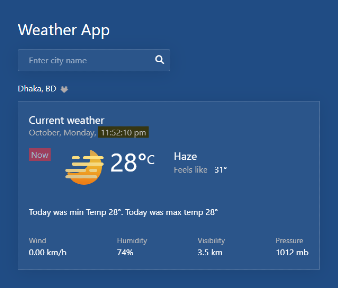 Weather App
Enter city name
Dhaka, BD
Current weather
October, Monday, 11:52:10 pm
Now
28°C
Haze
Feels like 31°
Today was min Temp 28°. Today was max temp 28°
Wind Humidity Visibility Pressure
0.00 km/h 74% 3.5 km 1012 mb